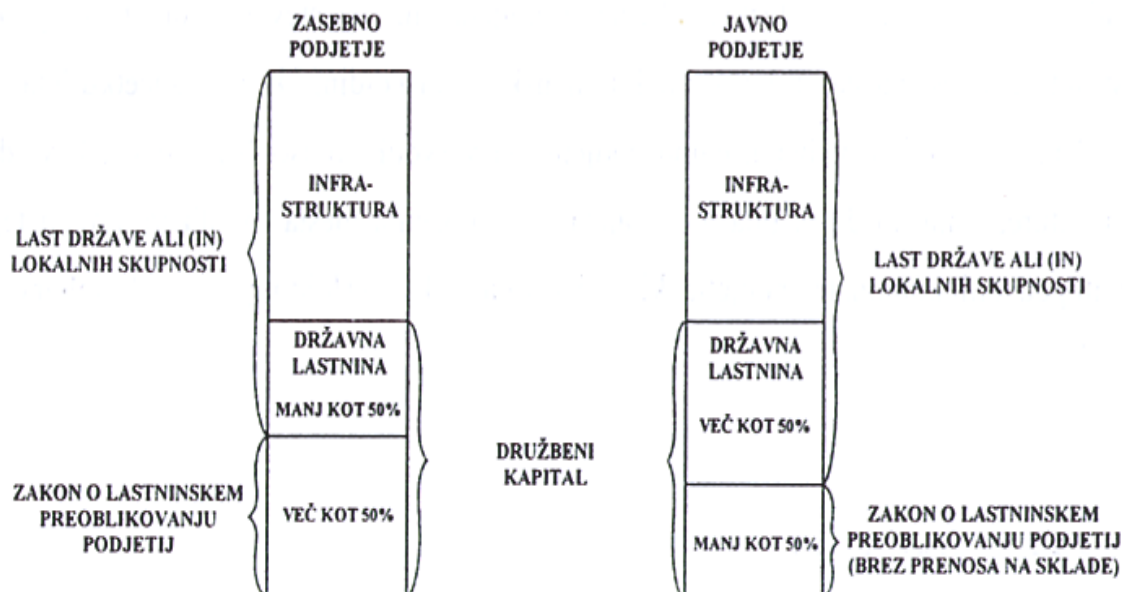 ZASEBNO
PODJETJE
JAVNO
PODJETJE
INFRA-
STRUKTURA
INFRA-
STRUKTURA
LAST DRŽAVE ALI (IN)
LOKALNIH SKUPNOSTI
LAST DRŽAVE ALI (IN)
LOKALNIH SKUPNOSTI
DRŽAVNA
LASTNINA
MANJ KOT 50%
DRŽAVNA
LASTNINA
VEČ KOT 50%
DRUŽBENI
KAPITAL
ZAKON O LASTNINSKEM
PREOBLIKOVANJU
PODJETIJ
VEČ KOT 50%
MANJ KOT 50%
ZAKON O LASTNINSKEM
PREOBLIKOVANJU PODJETIJ
(BREZ PRENOSA NA SKLADE)